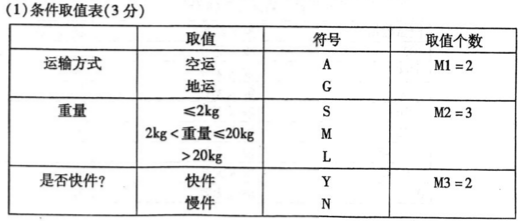 (1)条件取值表(3分)
取值 符号 取值个数
运输方式 空运 A M1=2
地运 G
重量 ≤2kg S M2=3
2kg<重量≤20kg M
>20kg L
是否快件? 快件 Y M3=2
慢件 N